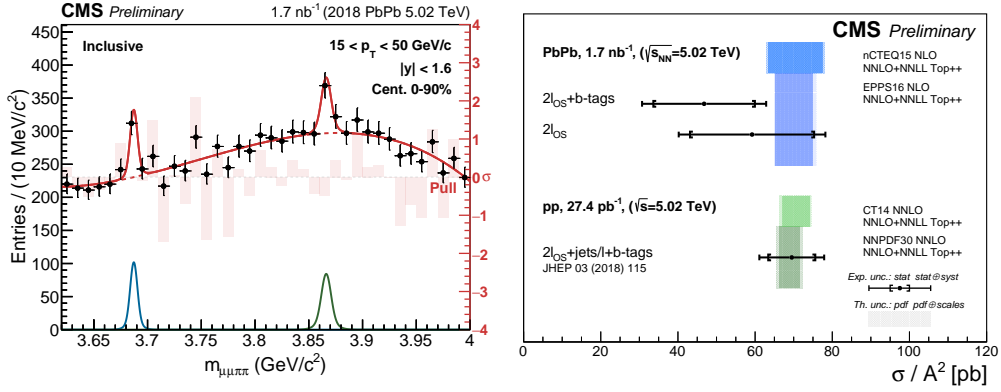 CMS Preliminary 1.7 nb⁻¹ (2018 PbPb 5.02 TeV)
Inclusive
15 < p_T < 50 GeV/c
|y| < 1.6
Cent. 0-90%
Entries / (10 MeV/c²)
450
400
350
300
250
200
150
100
50
0
4
3
2
1
0σ
Pull
−1
−2
−3
−4
3.65 3.7 3.75 3.8 3.85 3.9 3.95 4
m_μμππ (GeV/c²)
CMS Preliminary
PbPb, 1.7 nb⁻¹, (√s_NN=5.02 TeV)
nCTEQ15 NLO
NNLO+NNLL Top++
EPPS16 NLO
NNLO+NNLL Top++
2l_OS+b-tags
2l_OS
pp, 27.4 pb⁻¹, (√s=5.02 TeV)
CT14 NNLO
NNLO+NNLL Top++
NNPDF30 NNLO
NNLO+NNLL Top++
2l_OS+jets/l+b-tags
JHEP 03 (2018) 115
Exp. unc.: stat stat⊕syst
Th. unc.: pdf pdf⊕scales
0 20 40 60 80 100 120
σ / A² [pb]